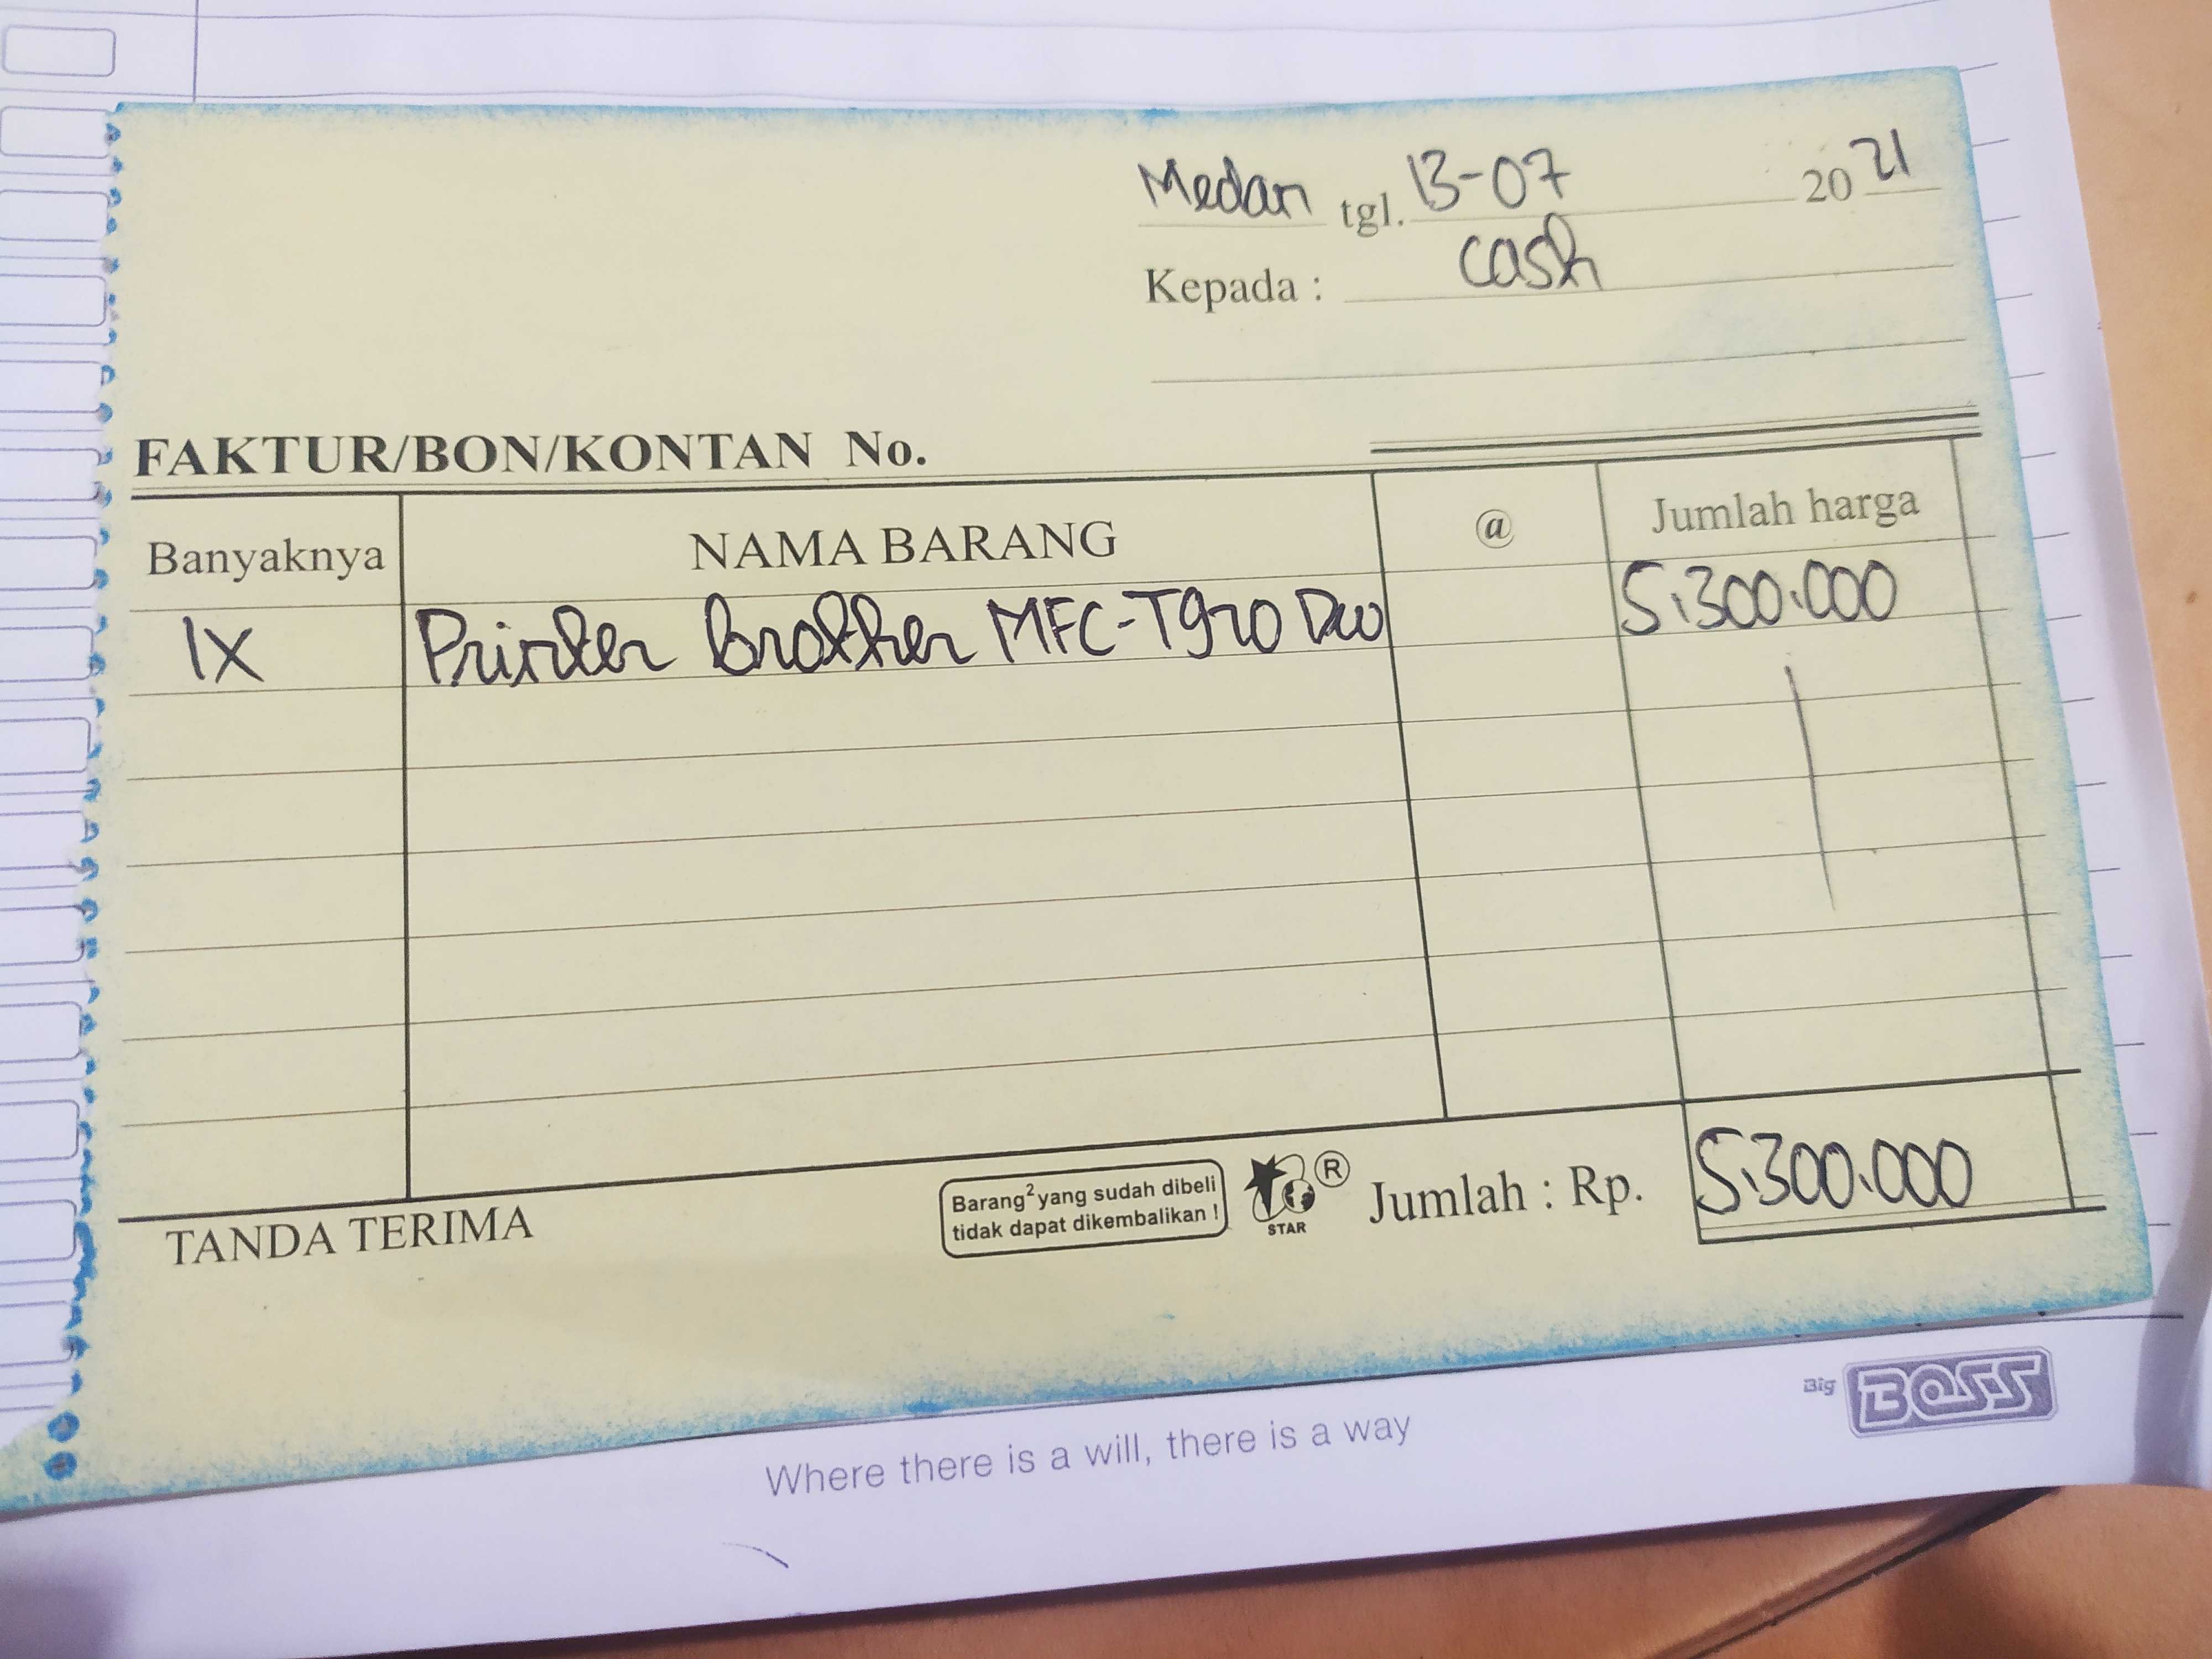 Medan tgl. 13-07 2021
Kepada : cash
FAKTUR/BON/KONTAN No.
Banyaknya NAMA BARANG @ Jumlah harga
1X Printer Brother MFC-T920 DW 5.300.000
TANDA TERIMA
Barang² yang sudah dibeli
tidak dapat dikembalikan !
STAR
®
Jumlah : Rp. 5.300.000
Big BOSS
Where there is a will, there is a way